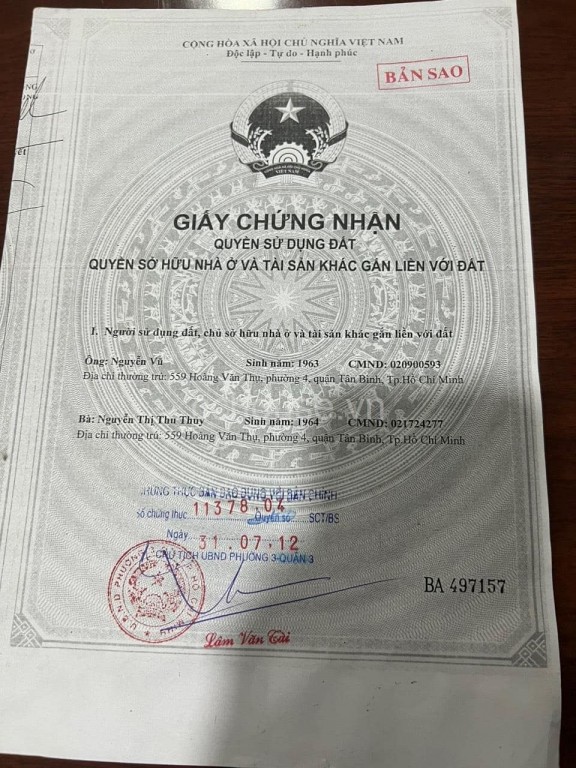 CỘNG HÒA XÃ HỘI CHỦ NGHĨA VIỆT NAM
Độc lập - Tự do - Hạnh phúc
BẢN SAO
VIỆT NAM
GIẤY CHỨNG NHẬN
QUYỀN SỬ DỤNG ĐẤT
QUYỀN SỞ HỮU NHÀ Ở VÀ TÀI SẢN KHÁC GẮN LIỀN VỚI ĐẤT
I. Người sử dụng đất, chủ sở hữu nhà ở và tài sản khác gắn liền với đất
Ông: Nguyễn Vũ Sinh năm: 1963 CMND: 020900593
Địa chỉ thường trú: 559 Hoàng Văn Thụ, phường 4, quận Tân Bình, Tp.Hồ Chí Minh
Bà: Nguyễn Thị Thu Thủy Sinh năm: 1964 CMND: 021724277
Địa chỉ thường trú: 559 Hoàng Văn Thụ, phường 4, quận Tân Bình, Tp.Hồ Chí Minh
CHỨNG THỰC BẢN SAO ĐÚNG VỚI BẢN CHÍNH
Số chứng thực 11378 Quyển số 04 SCT/BS
Ngày 31.07.12
CHỦ TỊCH UBND PHƯỜNG 3-QUẬN 3
BA 497157
Lâm Văn Tài